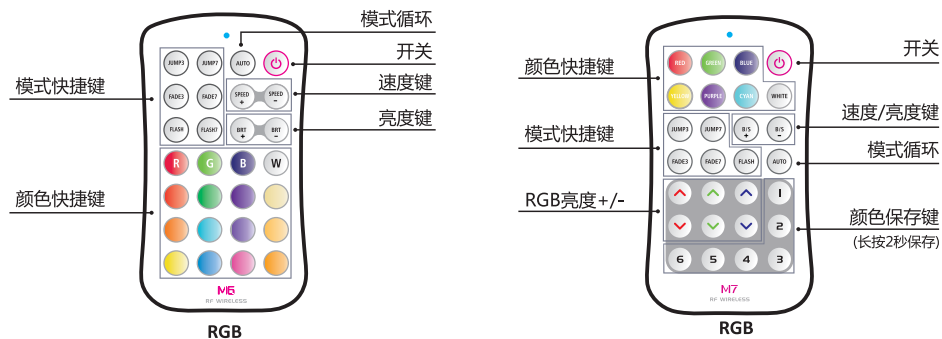 模式循环
开关
速度键
亮度键
模式快捷键
颜色快捷键
JUMP3 JUMP7 AUTO
FADE3 FADE7 SPEED + SPEED −
FLASH FLASH7 BRT + BRT −
R G B W
M6
RF WIRELESS
RGB
颜色快捷键
模式快捷键
RGB亮度+/-
开关
速度/亮度键
模式循环
颜色保存键
(长按2秒保存)
RED GREEN BLUE
YELLOW PURPLE CYAN WHITE
JUMP3 JUMP7 B/S + B/S −
FADE3 FADE7 FLASH AUTO
1
2
6 5 4 3
M7
RF WIRELESS
RGB